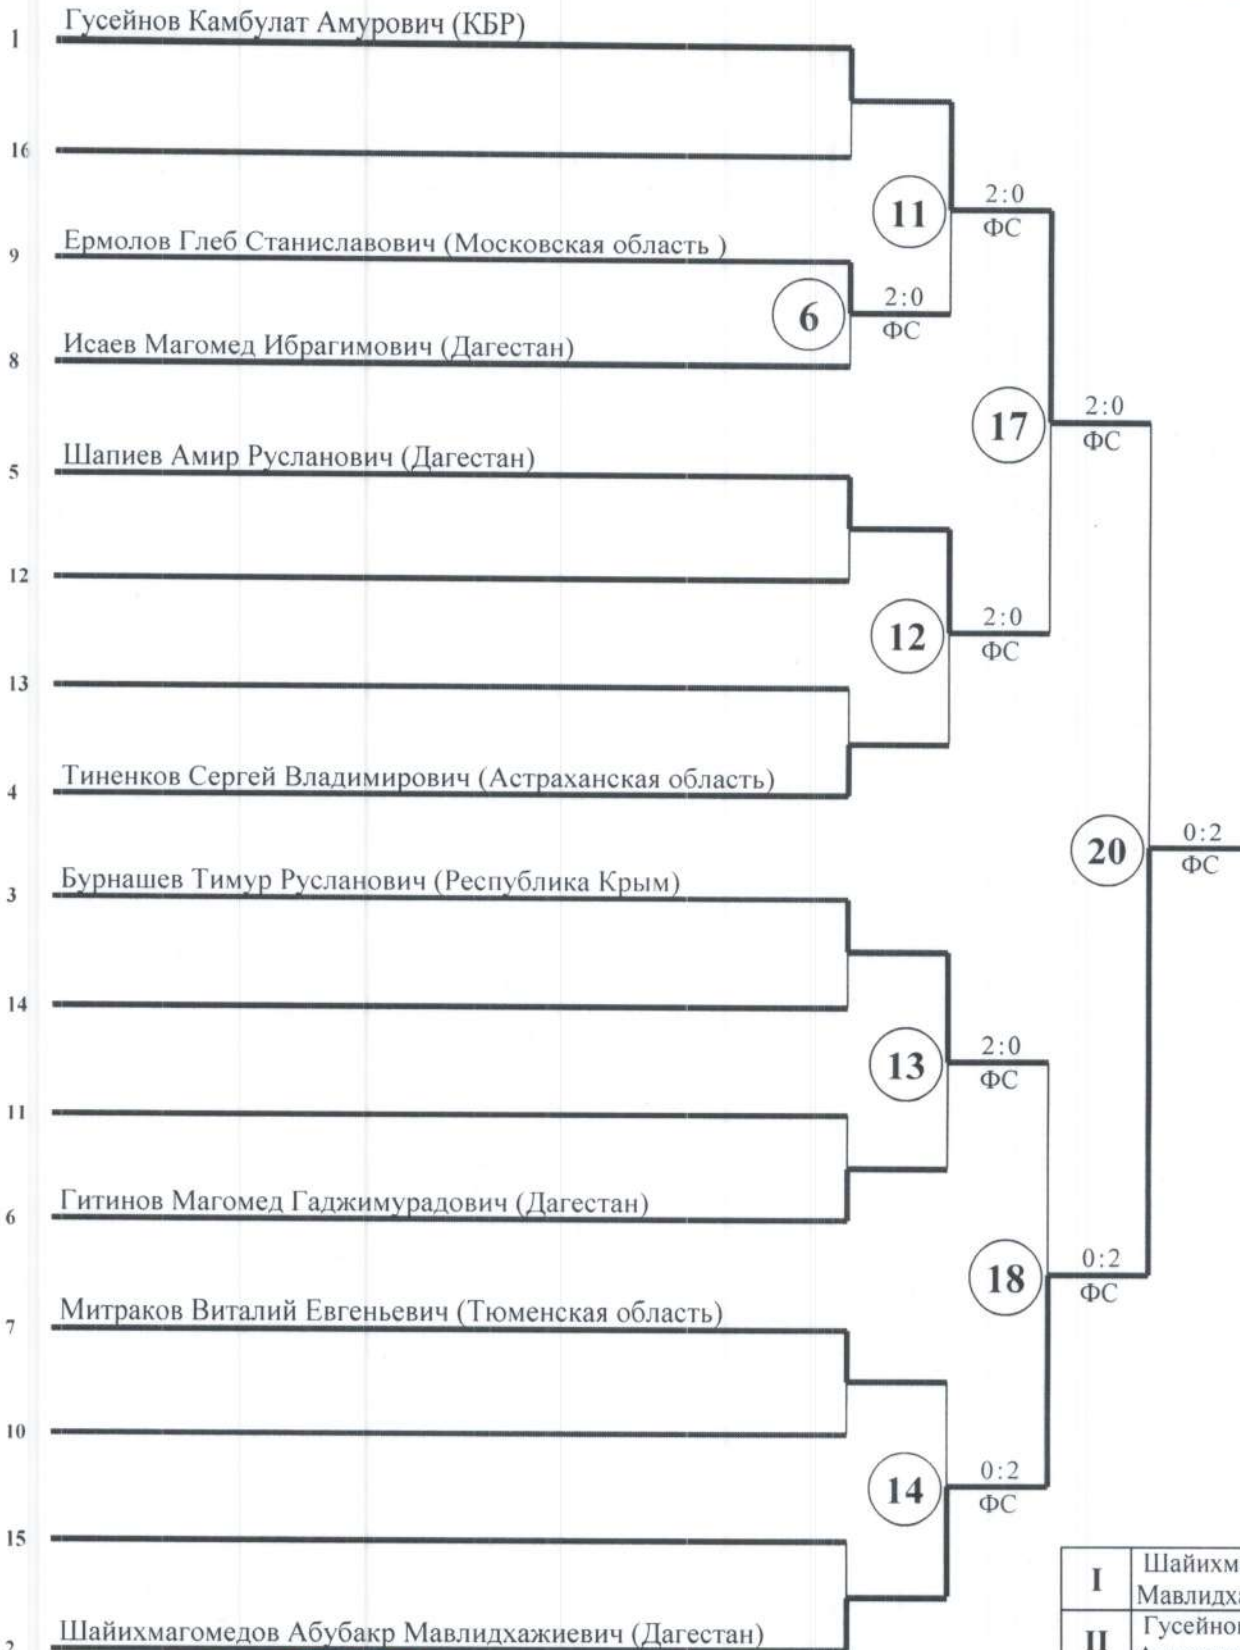 Гусейнов Камбулат Амурович (КБР)
1
16
11
2:0
ФС
Ермолов Глеб Станиславович (Московская область )
9
6
2:0
ФС
Исаев Магомед Ибрагимович (Дагестан)
8
17
2:0
ФС
Шапиев Амир Русланович (Дагестан)
5
12
12
2:0
ФС
13
Тиненков Сергей Владимирович (Астраханская область)
4
20
0:2
ФС
Бурнашев Тимур Русланович (Республика Крым)
3
14
13
2:0
ФС
11
Гитинов Магомед Гаджимурадович (Дагестан)
6
18
0:2
ФС
Митраков Виталий Евгеньевич (Тюменская область)
7
10
14
0:2
ФС
15
I
Шайихм
Мавлидх
Шайихмагомедов Абубакр Мавлидхажиевич (Дагестан)
2
II
Гусейнов